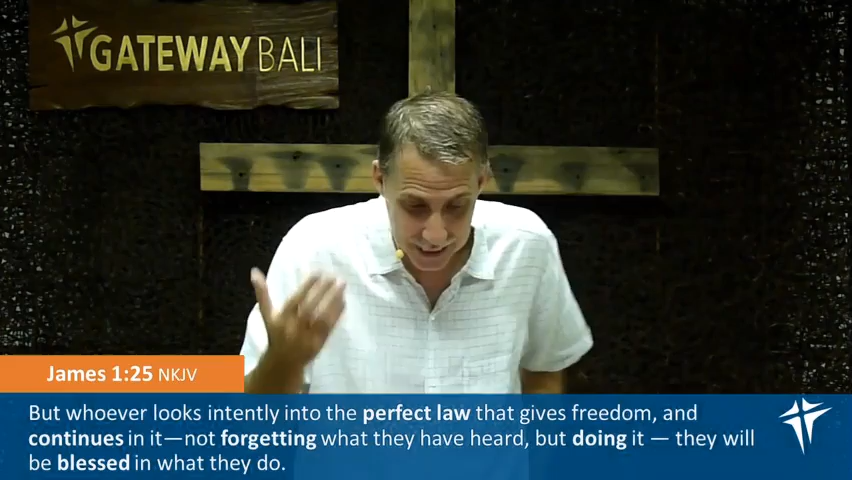 GATEWAY BALI
James 1:25 NKJV
But whoever looks intently into the perfect law that gives freedom, and
continues in it—not forgetting what they have heard, but doing it — they will
be blessed in what they do.